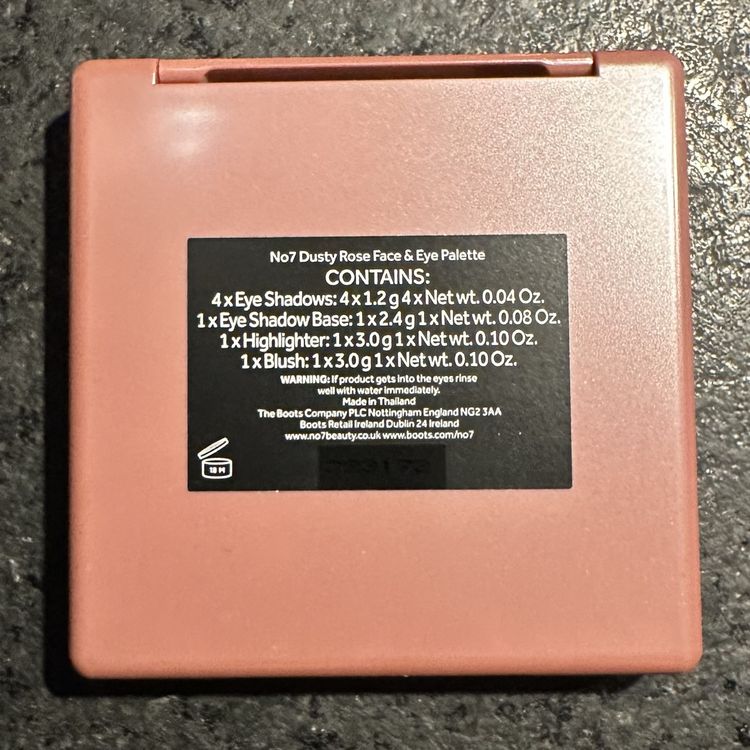 No7 Dusty Rose Face & Eye Palette
CONTAINS:
4 x Eye Shadows: 4 x 1.2 g 4 x Net wt. 0.04 Oz.
1 x Eye Shadow Base: 1 x 2.4 g 1 x Net wt. 0.08 Oz.
1 x Highlighter: 1 x 3.0 g 1 x Net wt. 0.10 Oz.
1 x Blush: 1 x 3.0 g 1 x Net wt. 0.10 Oz.
WARNING: If product gets into the eyes rinse
well with water immediately.
Made in Thailand
The Boots Company PLC Nottingham England NG2 3AA
Boots Retail Ireland Dublin 24 Ireland
www.no7beauty.co.uk www.boots.com/no7
18 M